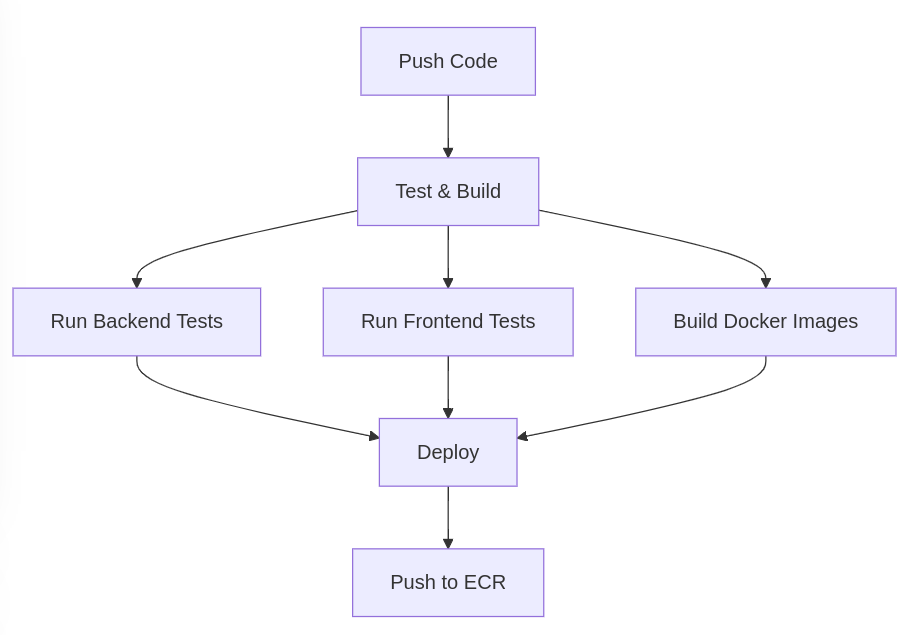 Push Code
Test & Build
Run Backend Tests
Run Frontend Tests
Build Docker Images
Deploy
Push to ECR